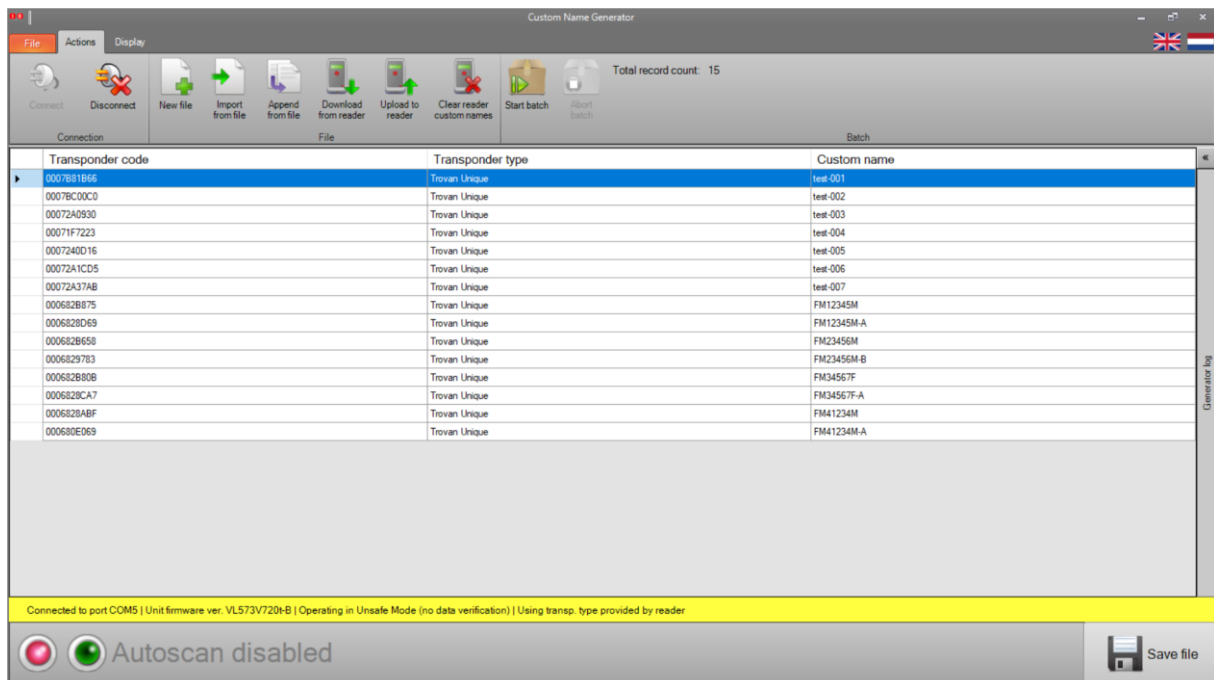 Custom Name Generator
File Actions Display
Connect Disconnect New file Import from file Append from file Download from reader Upload to reader Clear reader custom names Start batch Abort batch Total record count: 15
Connection File Batch
Transponder code Transponder type Custom name
0007B81B66 Trovan Unique test-001
0007BC00C0 Trovan Unique test-002
00072A0930 Trovan Unique test-003
00071F7223 Trovan Unique test-004
0007240D16 Trovan Unique test-005
00072A1CD5 Trovan Unique test-006
00072A37AB Trovan Unique test-007
000682B875 Trovan Unique FM12345M
0006828D69 Trovan Unique FM12345M-A
000682B658 Trovan Unique FM23456M
0006829783 Trovan Unique FM23456M-B
000682B80B Trovan Unique FM34567F
0006828CA7 Trovan Unique FM34567F-A
0006828ABF Trovan Unique FM41234M
000680E069 Trovan Unique FM41234M-A
Generator log
Connected to port COM5 | Unit firmware ver. VL573V720t-B | Operating in Unsafe Mode (no data verification) | Using transp. type provided by reader
Autoscan disabled
Save file